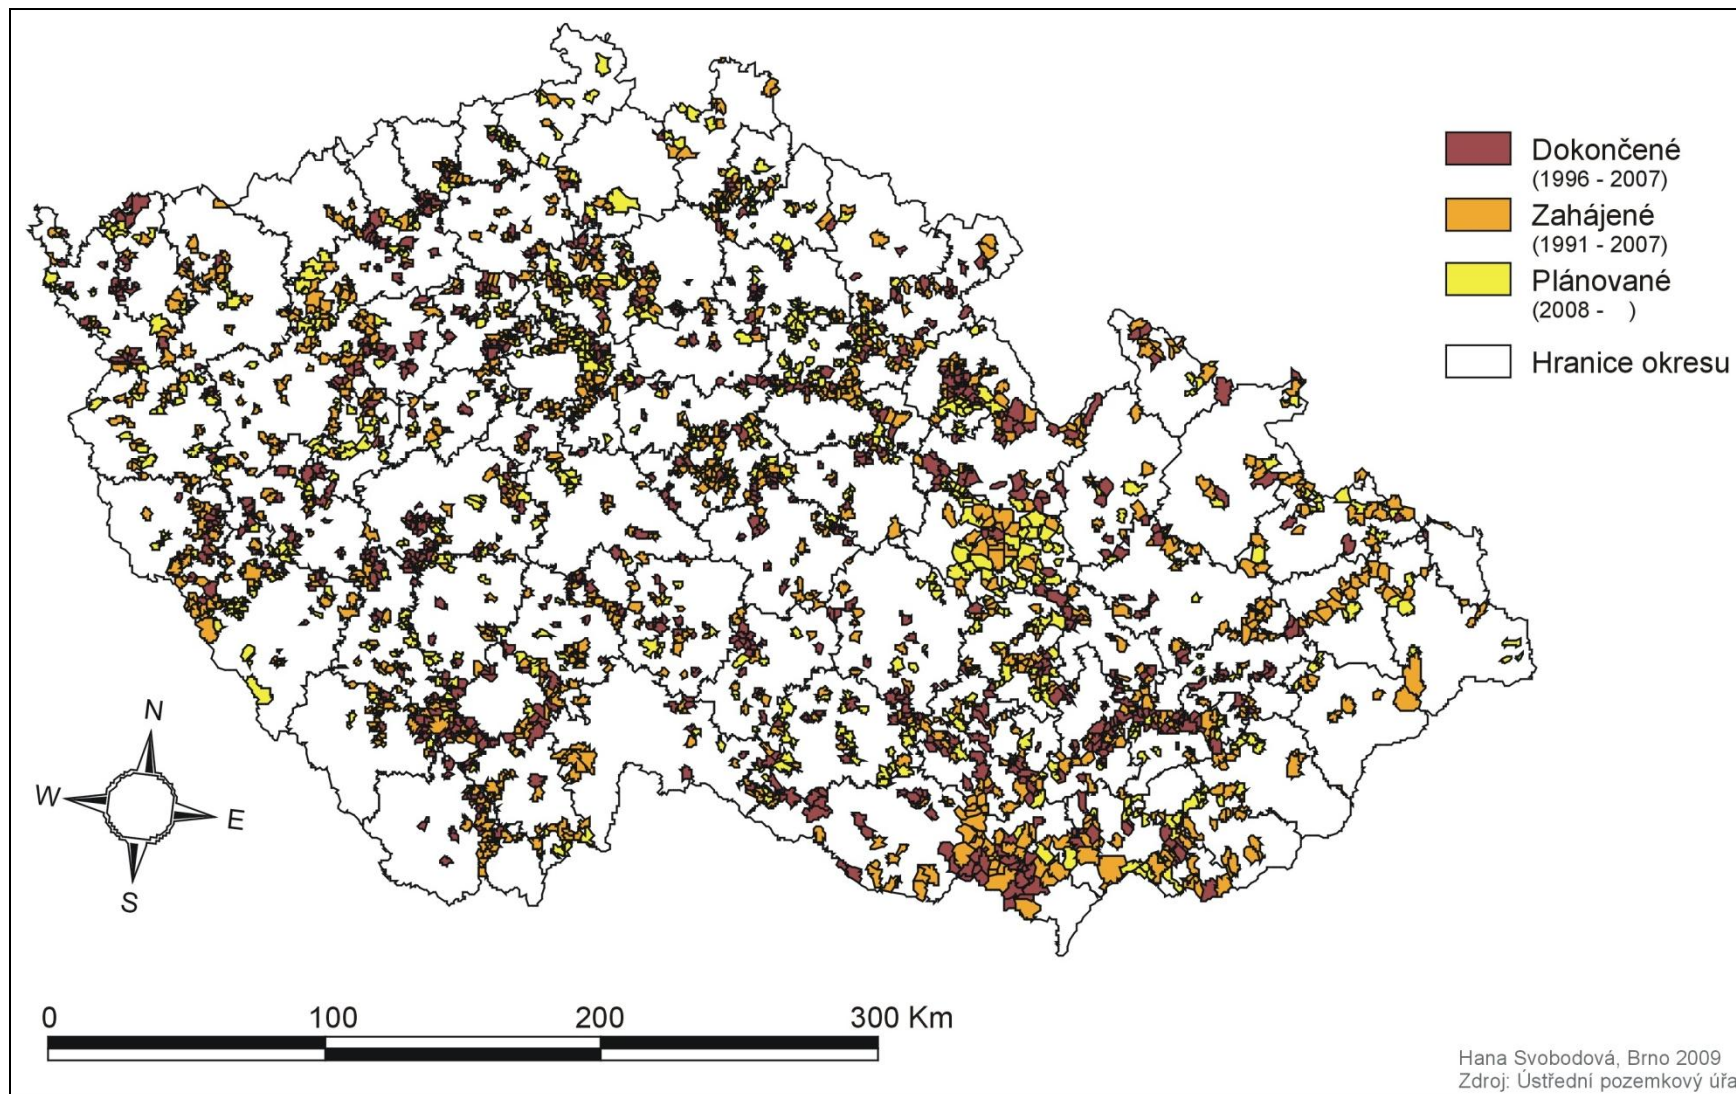 Dokončené
(1996 - 2007)
Zahájené
(1991 - 2007)
Plánované
(2008 -    )
Hranice okresu
N
W
E
S
0 100 200 300 Km
Hana Svobodová, Brno 2009
Zdroj: Ústřední pozemkový úřa